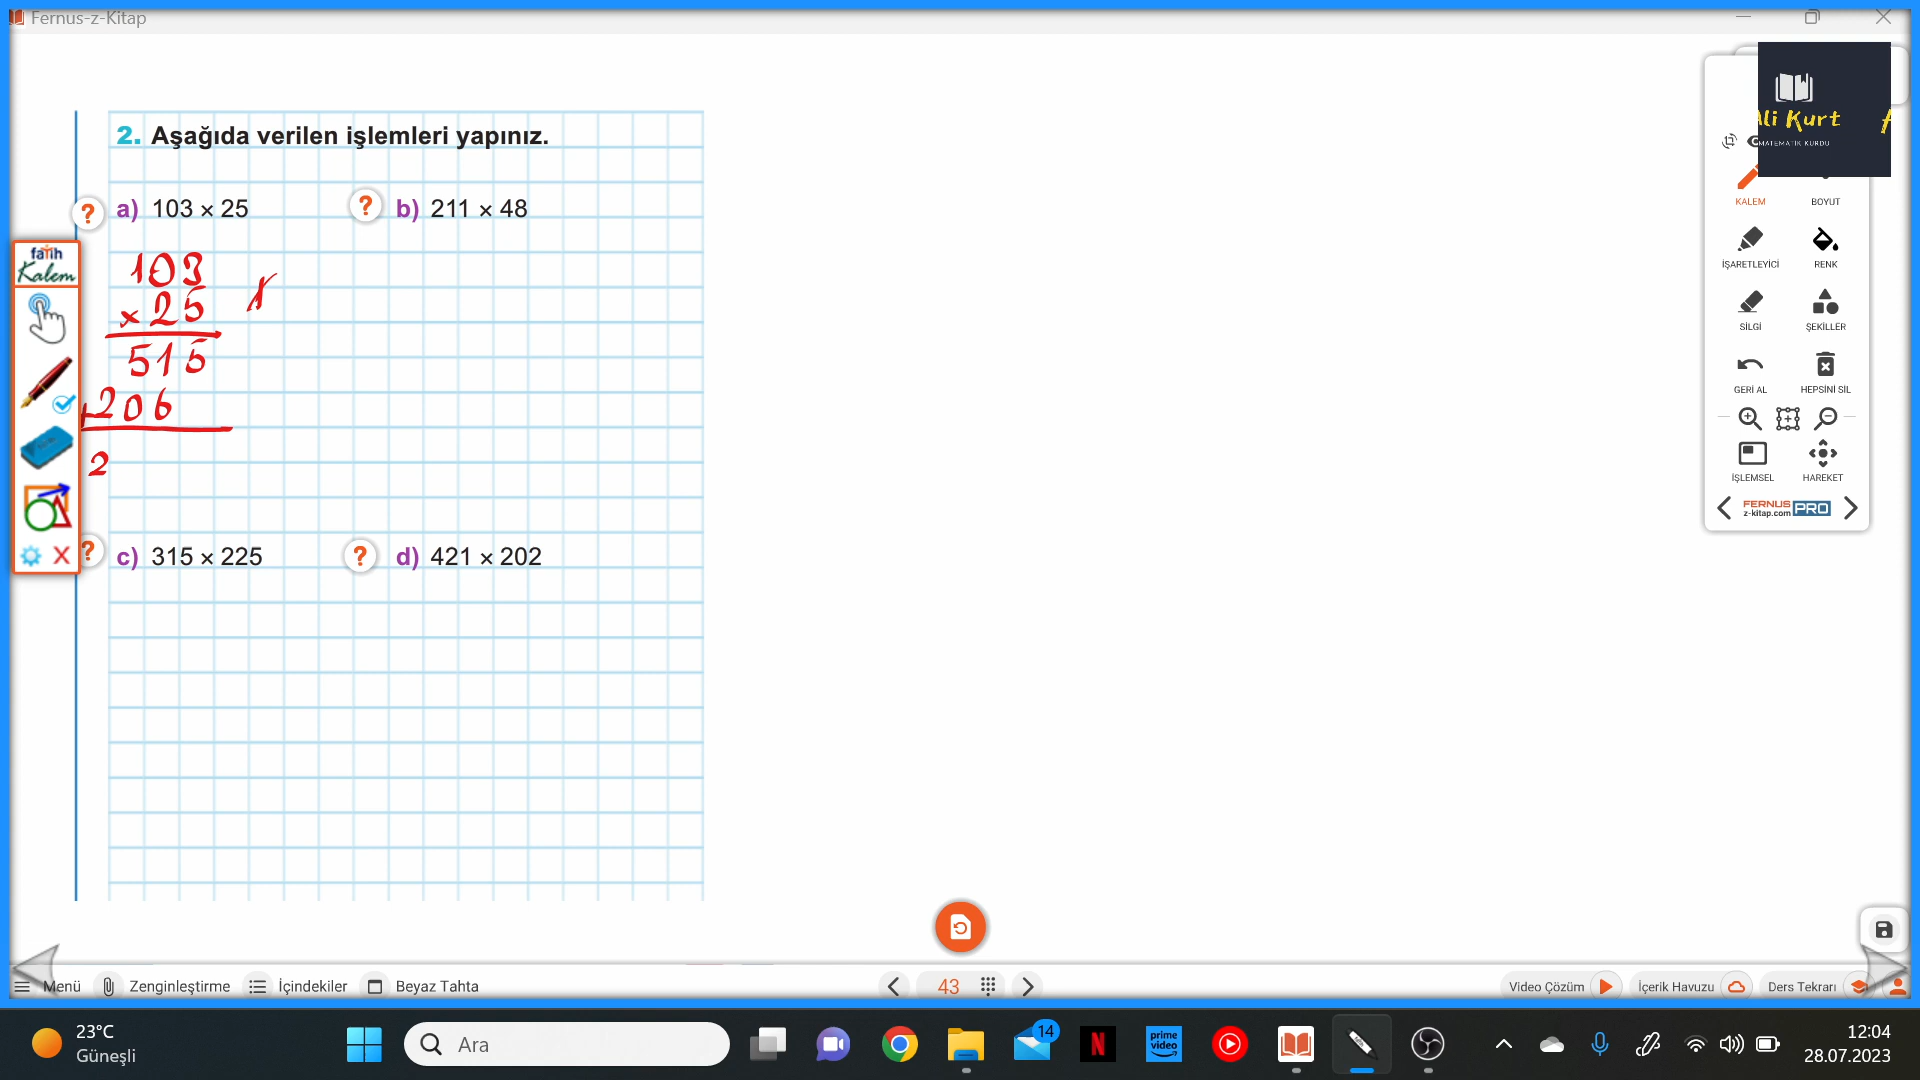 Fernus-z-Kitap
Ali Kurt
MATEMATİK KURDU
2. Aşağıda verilen işlemleri yapınız.
? a) 103 × 25
? b) 211 × 48
103
× 25
515
+206
2
? c) 315 × 225
? d) 421 × 202
fatih
Kalem
KALEM
BOYUT
İŞARETLEYİCİ
RENK
SİLGİ
ŞEKİLLER
GERİ AL
HEPSİNİ SİL
İŞLEMSEL
HAREKET
FERNUS
z-kitap.com
PRO
Menü
Zenginleştirme
İçindekiler
Beyaz Tahta
43
Video Çözüm
İçerik Havuzu
Ders Tekrarı
23°C
Güneşli
Ara
14
N
prime
video
12:04
28.07.2023